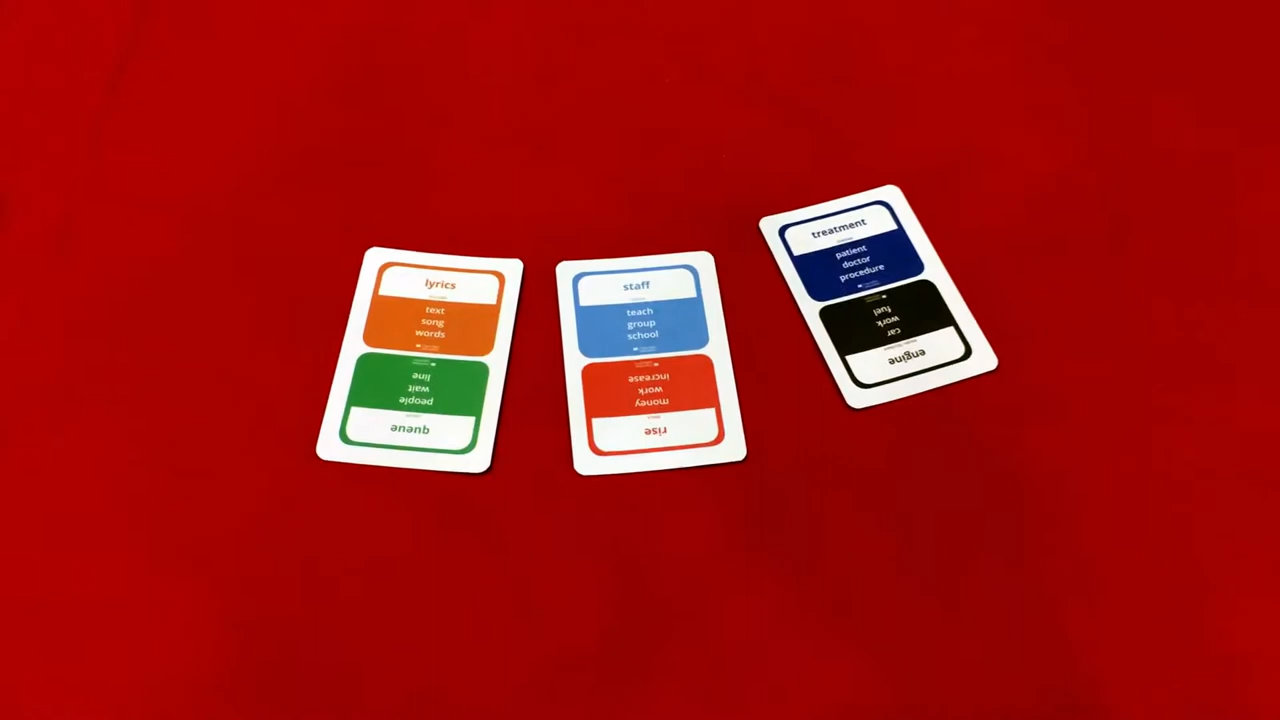 lyrics
text
song
words
queue
people
wait
line
staff
teach
group
school
rise
money
work
increase
treatment
patient
doctor
procedure
engine
car
work
fuel